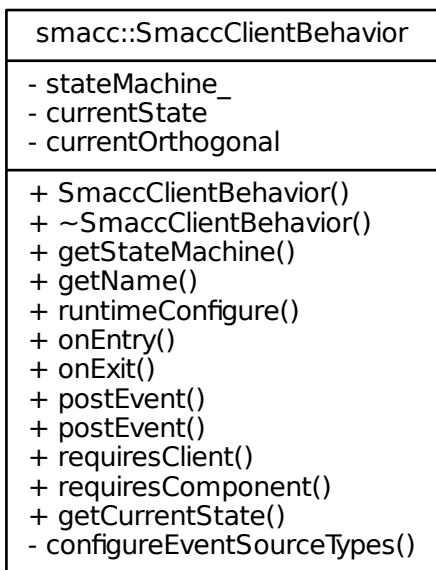 smacc::SmaccClientBehavior
- stateMachine_
- currentState
- currentOrthogonal
+ SmaccClientBehavior()
+ ~SmaccClientBehavior()
+ getStateMachine()
+ getName()
+ runtimeConfigure()
+ onEntry()
+ onExit()
+ postEvent()
+ postEvent()
+ requiresClient()
+ requiresComponent()
+ getCurrentState()
- configureEventSourceTypes()